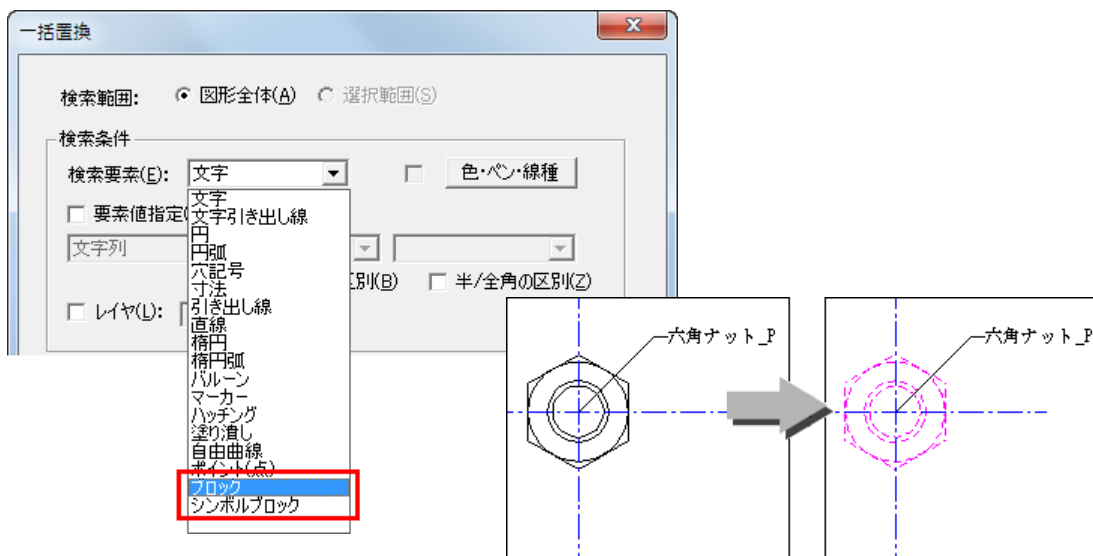 一括置換
検索範囲: 図形全体(A) 選択範囲(S)
検索条件
検索要素(E): 文字 色・ペン・線種
文字
要素値指定
文字引き出し線
円
文字列
円弧
穴記号
区別(B) 半/全角の区別(Z)
寸法
レイヤ(L):
引き出し線
直線
楕円
楕円弧
バルーン
マーカー
ハッチング
塗り潰し
自由曲線
ポイント(点)
ブロック
シンボルブロック
六角ナット_P
六角ナット_P